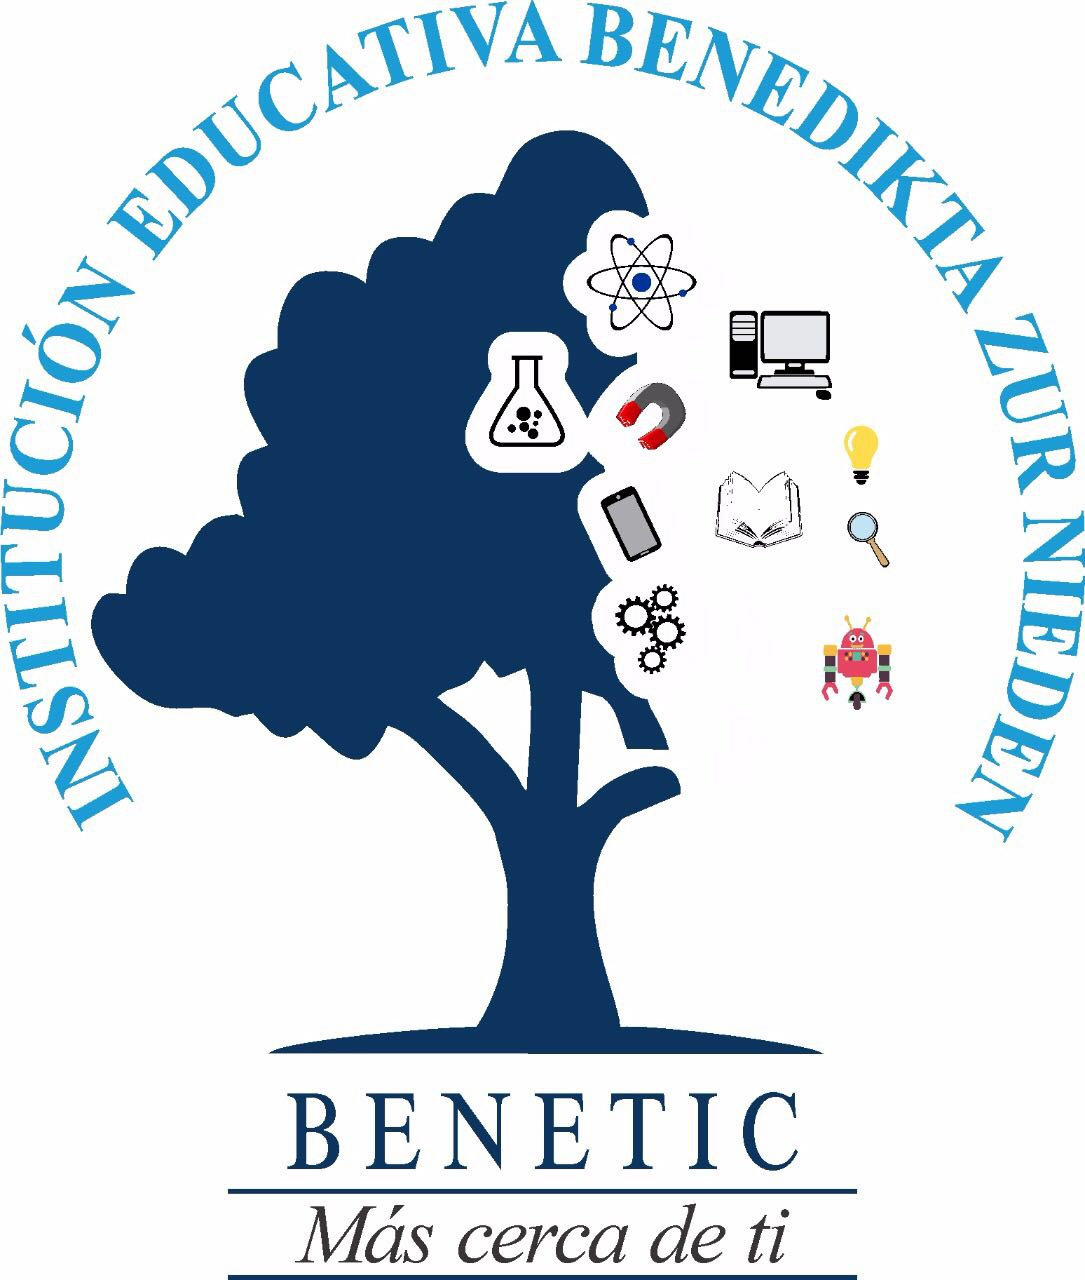 INSTITUCIÓN EDUCATIVA BENEDIKTA ZUR NIEDEN
BENETIC
Más cerca de ti